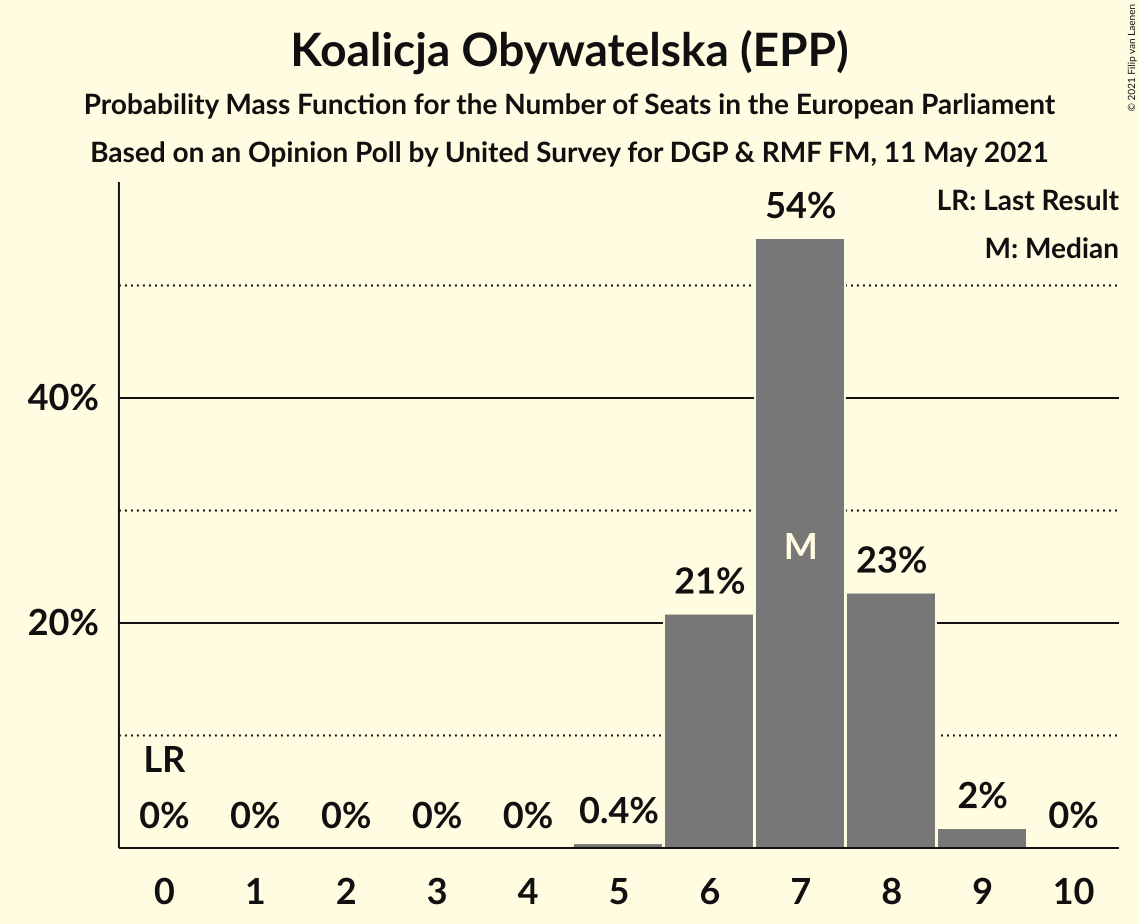 Koalicja Obywatelska (EPP)
Probability Mass Function for the Number of Seats in the European Parliament
Based on an Opinion Poll by United Survey for DGP & RMF FM, 11 May 2021
© 2021 Filip van Laenen
LR: Last Result
M: Median
54%
40%
M
23%
21%
20%
LR
0% 0% 0% 0% 0% 0.4% 2% 0%
0 1 2 3 4 5 6 7 8 9 10